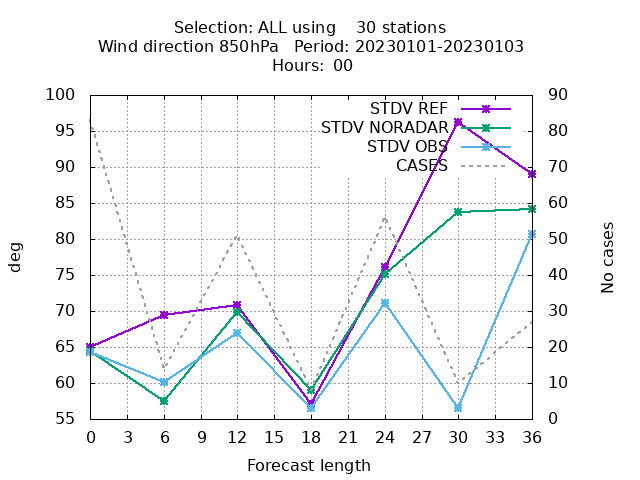 Selection: ALL using    30 stations
Wind direction 850hPa   Period: 20230101-20230103
Hours:  00
STDV REF
STDV NORADAR
STDV OBS
CASES
100
95
90
85
80
75
70
65
60
55
deg
90
80
70
60
50
40
30
20
10
0
No cases
0 3 6 9 12 15 18 21 24 27 30 33 36
Forecast length